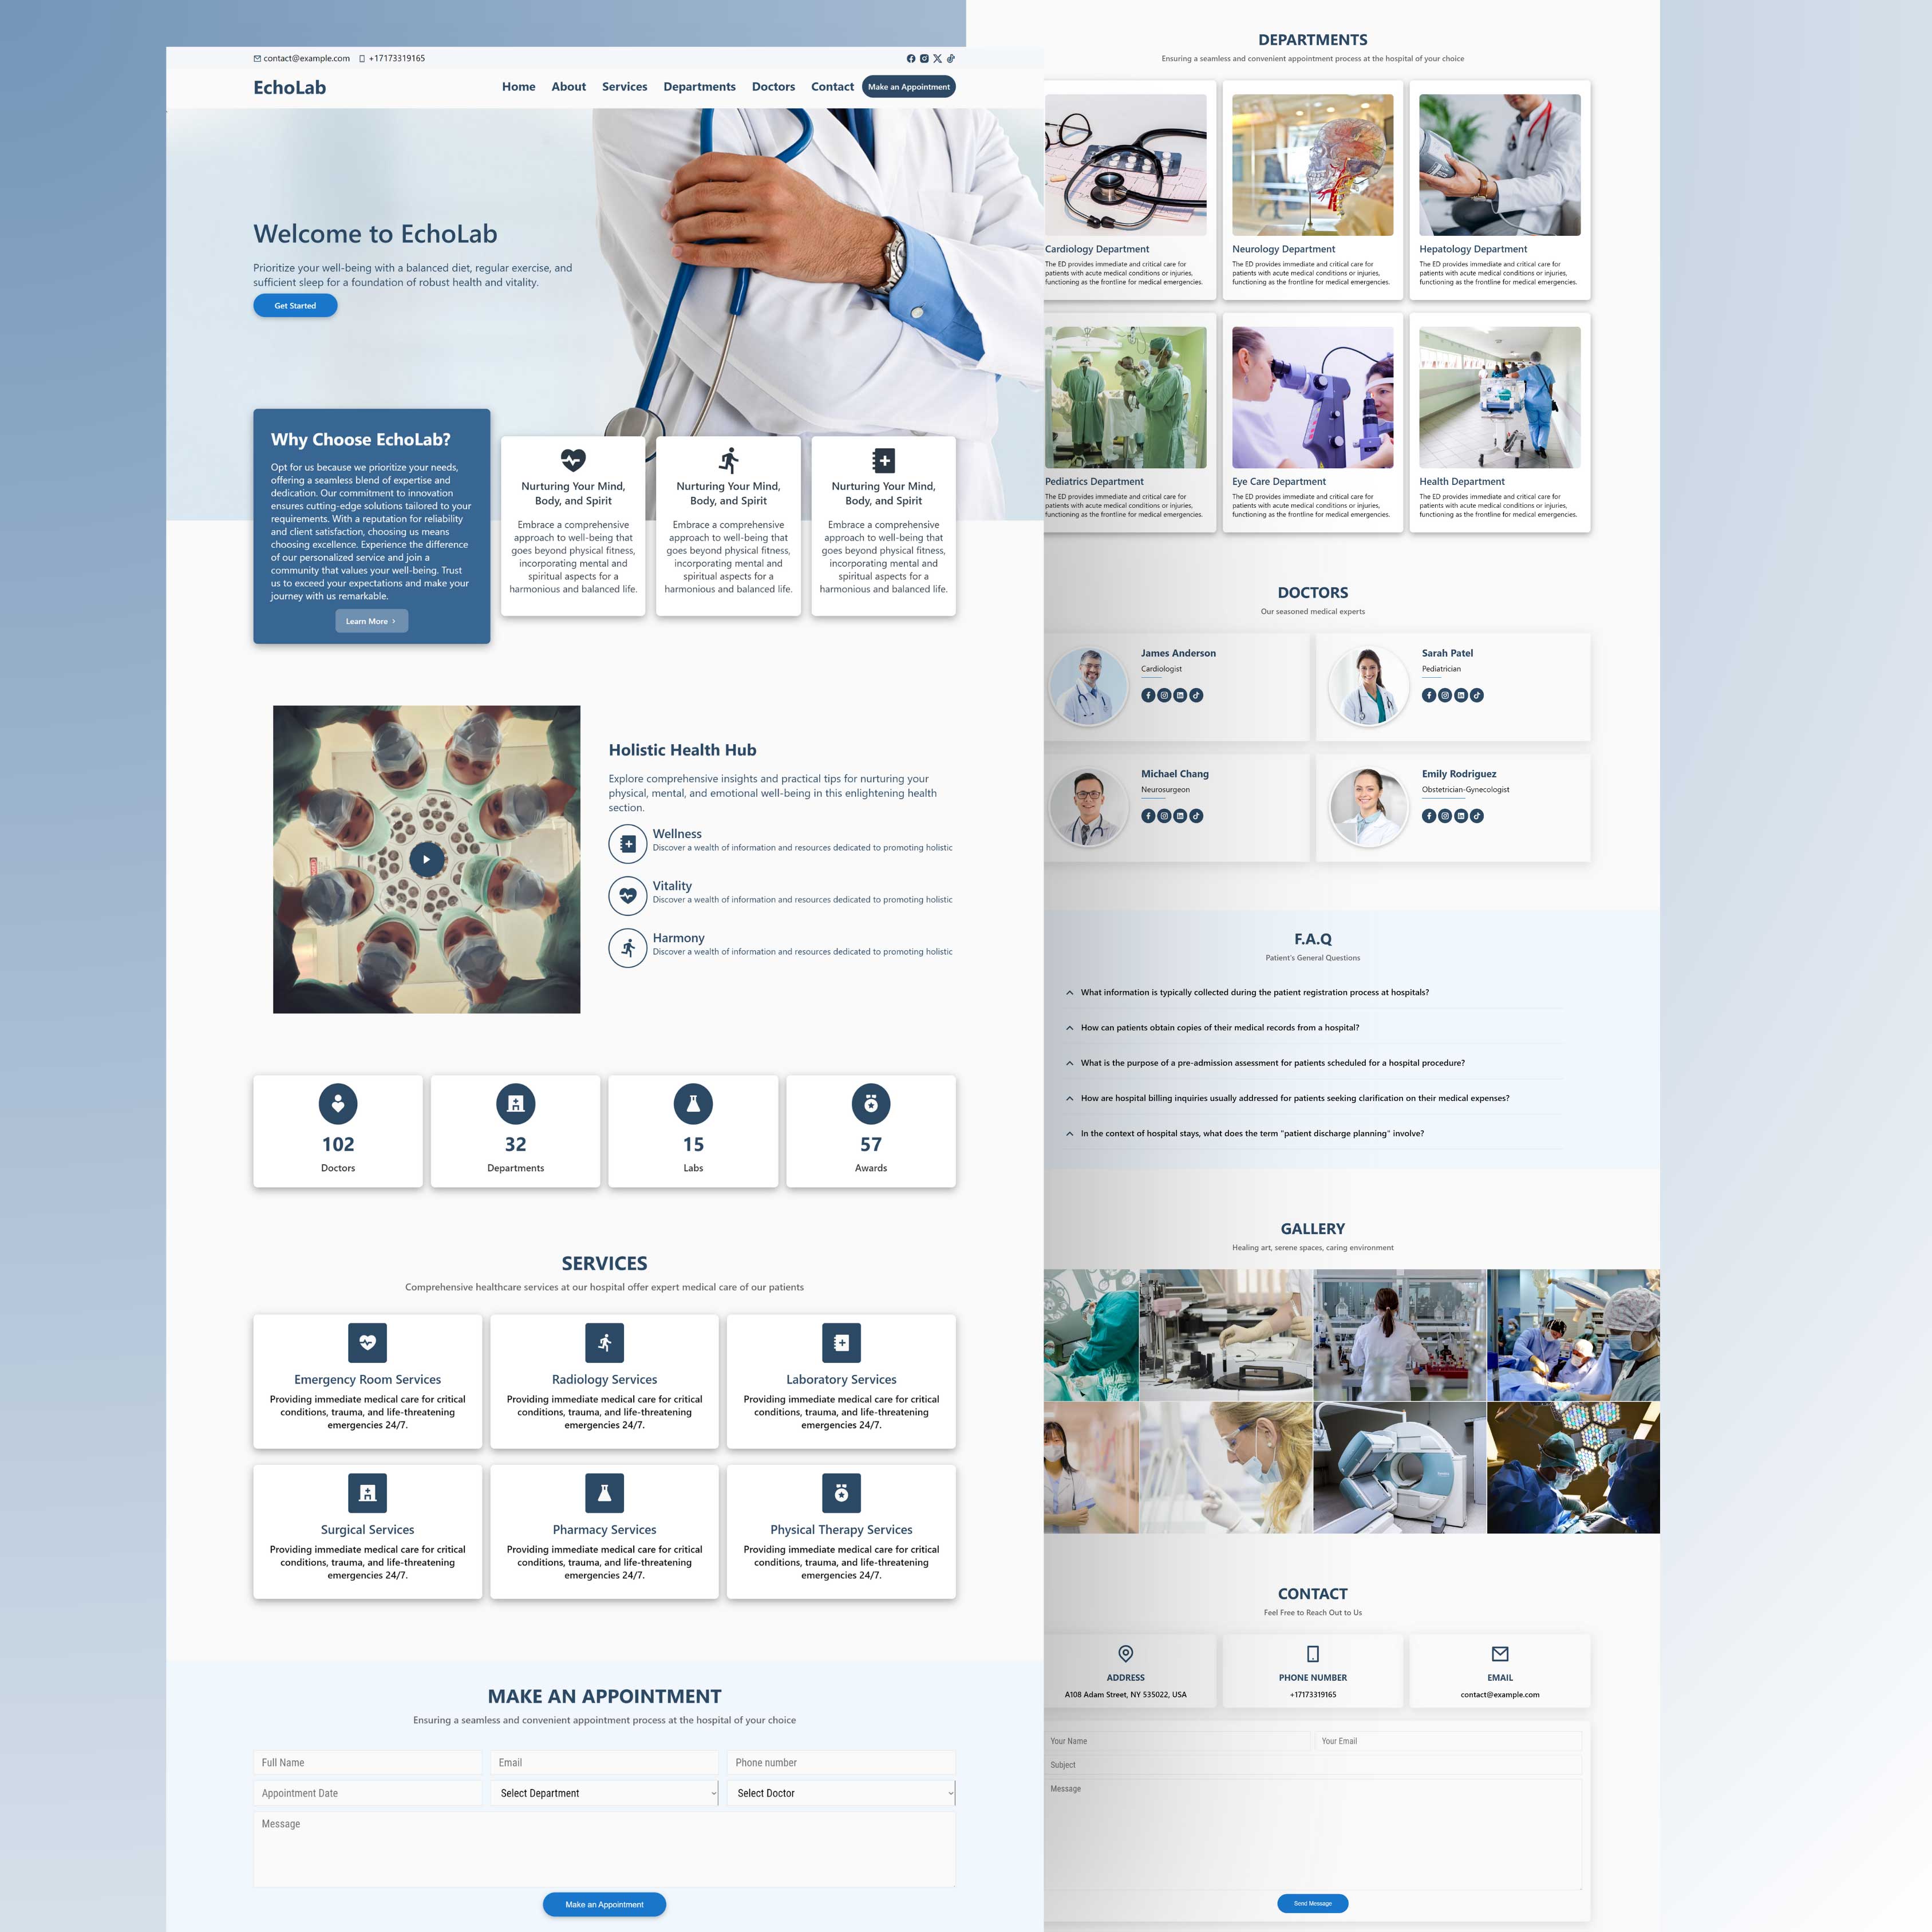 contact@example.com +17173319165
EchoLab
Home About Services Departments Doctors Contact Make an Appointment
Welcome to EchoLab
Prioritize your well-being with a balanced diet, regular exercise, and
sufficient sleep for a foundation of robust health and vitality.
Get Started
Why Choose EchoLab?
Opt for us because we prioritize your needs,
offering a seamless blend of expertise and
dedication. Our commitment to innovation
ensures cutting-edge solutions tailored to your
requirements. With a reputation for reliability
and client satisfaction, choosing us means
choosing excellence. Experience the difference
of our personalized service and join a
community that values your well-being. Trust
us to exceed your expectations and make your
journey with us remarkable.
Learn More
Nurturing Your Mind,
Body, and Spirit
Embrace a comprehensive
approach to well-being that
goes beyond physical fitness,
incorporating mental and
spiritual aspects for a
harmonious and balanced life.
Nurturing Your Mind,
Body, and Spirit
Embrace a comprehensive
approach to well-being that
goes beyond physical fitness,
incorporating mental and
spiritual aspects for a
harmonious and balanced life.
Nurturing Your Mind,
Body, and Spirit
Embrace a comprehensive
approach to well-being that
goes beyond physical fitness,
incorporating mental and
spiritual aspects for a
harmonious and balanced life.
Holistic Health Hub
Explore comprehensive insights and practical tips for nurturing your
physical, mental, and emotional well-being in this enlightening health
section.
Wellness
Discover a wealth of information and resources dedicated to promoting holistic
Vitality
Discover a wealth of information and resources dedicated to promoting holistic
Harmony
Discover a wealth of information and resources dedicated to promoting holistic
102
Doctors
32
Departments
15
Labs
57
Awards
SERVICES
Comprehensive healthcare services at our hospital offer expert medical care of our patients
Emergency Room Services
Providing immediate medical care for critical
conditions, trauma, and life-threatening
emergencies 24/7.
Radiology Services
Providing immediate medical care for critical
conditions, trauma, and life-threatening
emergencies 24/7.
Laboratory Services
Providing immediate medical care for critical
conditions, trauma, and life-threatening
emergencies 24/7.
Surgical Services
Providing immediate medical care for critical
conditions, trauma, and life-threatening
emergencies 24/7.
Pharmacy Services
Providing immediate medical care for critical
conditions, trauma, and life-threatening
emergencies 24/7.
Physical Therapy Services
Providing immediate medical care for critical
conditions, trauma, and life-threatening
emergencies 24/7.
MAKE AN APPOINTMENT
Ensuring a seamless and convenient appointment process at the hospital of your choice
Full Name
Email
Phone number
Appointment Date
Select Department
Select Doctor
Message
Make an Appointment
DEPARTMENTS
Ensuring a seamless and convenient appointment process at the hospital of your choice
Cardiology Department
The ED provides immediate and critical care for
patients with acute medical conditions or injuries,
functioning as the frontline for medical emergencies.
Neurology Department
The ED provides immediate and critical care for
patients with acute medical conditions or injuries,
functioning as the frontline for medical emergencies.
Hepatology Department
The ED provides immediate and critical care for
patients with acute medical conditions or injuries,
functioning as the frontline for medical emergencies.
Pediatrics Department
The ED provides immediate and critical care for
patients with acute medical conditions or injuries,
functioning as the frontline for medical emergencies.
Eye Care Department
The ED provides immediate and critical care for
patients with acute medical conditions or injuries,
functioning as the frontline for medical emergencies.
Health Department
The ED provides immediate and critical care for
patients with acute medical conditions or injuries,
functioning as the frontline for medical emergencies.
DOCTORS
Our seasoned medical experts
James Anderson
Cardiologist
Sarah Patel
Pediatrician
Michael Chang
Neurosurgeon
Emily Rodriguez
Obstetrician-Gynecologist
F.A.Q
Patient's General Questions
What information is typically collected during the patient registration process at hospitals?
How can patients obtain copies of their medical records from a hospital?
What is the purpose of a pre-admission assessment for patients scheduled for a hospital procedure?
How are hospital billing inquiries usually addressed for patients seeking clarification on their medical expenses?
In the context of hospital stays, what does the term "patient discharge planning" involve?
GALLERY
Healing art, serene spaces, caring environment
CONTACT
Feel Free to Reach Out to Us
ADDRESS
A108 Adam Street, NY 535022, USA
PHONE NUMBER
+17173319165
EMAIL
contact@example.com
Your Name
Your Email
Subject
Message
Send Message